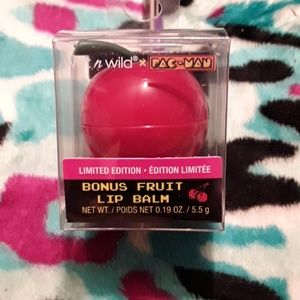 wet n wild × PAC-MAN
LIMITED EDITION • ÉDITION LIMITÉE
BONUS FRUIT
LIP BALM
NET WT. / POIDS NET 0.19 OZ. / 5.5 g